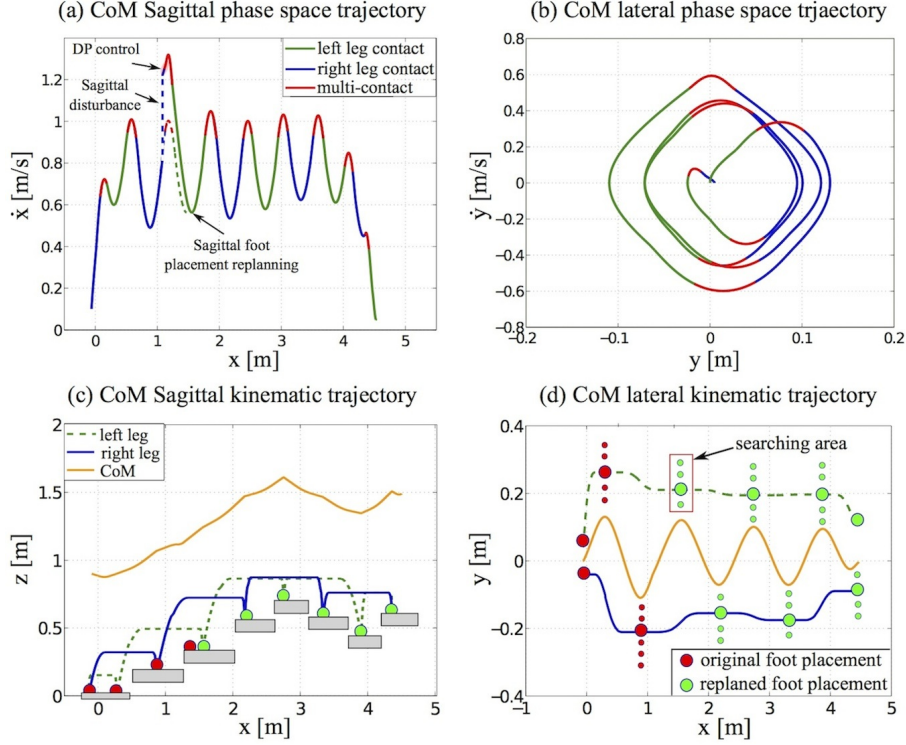 (a) CoM Sagittal phase space trajectory
DP control
Sagittal
disturbance
left leg contact
right leg contact
multi-contact
Sagittal foot
placement replanning
ẋ [m/s]
1.2
1
0.8
0.6
0.4
0.2
0
0 1 2 3 4 5
x [m]
(b) CoM lateral phase space trjaectory
ẏ [m/s]
0.8
0.6
0.4
0.2
0
−0.2
−0.4
−0.6
−0.8
−0.2 −0.1 0 0.1 0.2
y [m]
(c) CoM Sagittal kinematic trajectory
left leg
right leg
CoM
z [m]
2
1.5
1
0.5
0
0 1 2 3 4 5
x [m]
(d) CoM lateral kinematic trajectory
searching area
y [m]
0.4
0.2
0
−0.2
−0.4
original foot placement
replaned foot placement
−1 0 1 2 3 4 5
x [m]